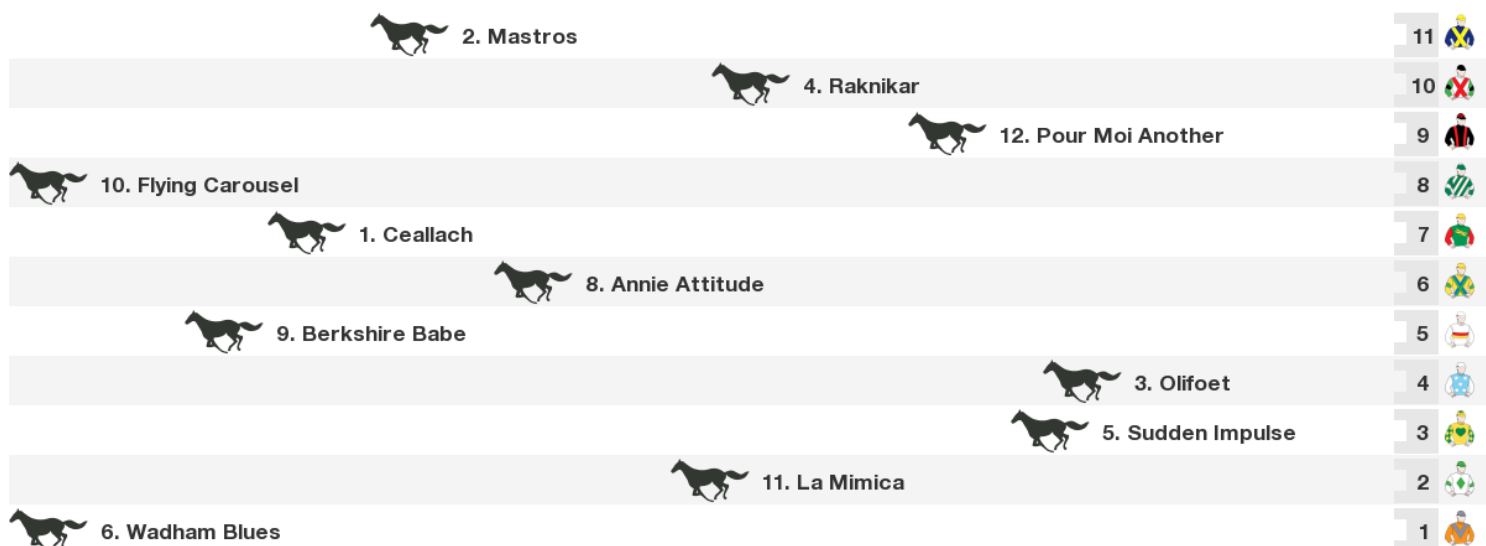 2. Mastros 11
4. Raknikar 10
12. Pour Moi Another 9
10. Flying Carousel 8
1. Ceallach 7
8. Annie Attitude 6
9. Berkshire Babe 5
3. Olifoet 4
5. Sudden Impulse 3
11. La Mimica 2
6. Wadham Blues 1